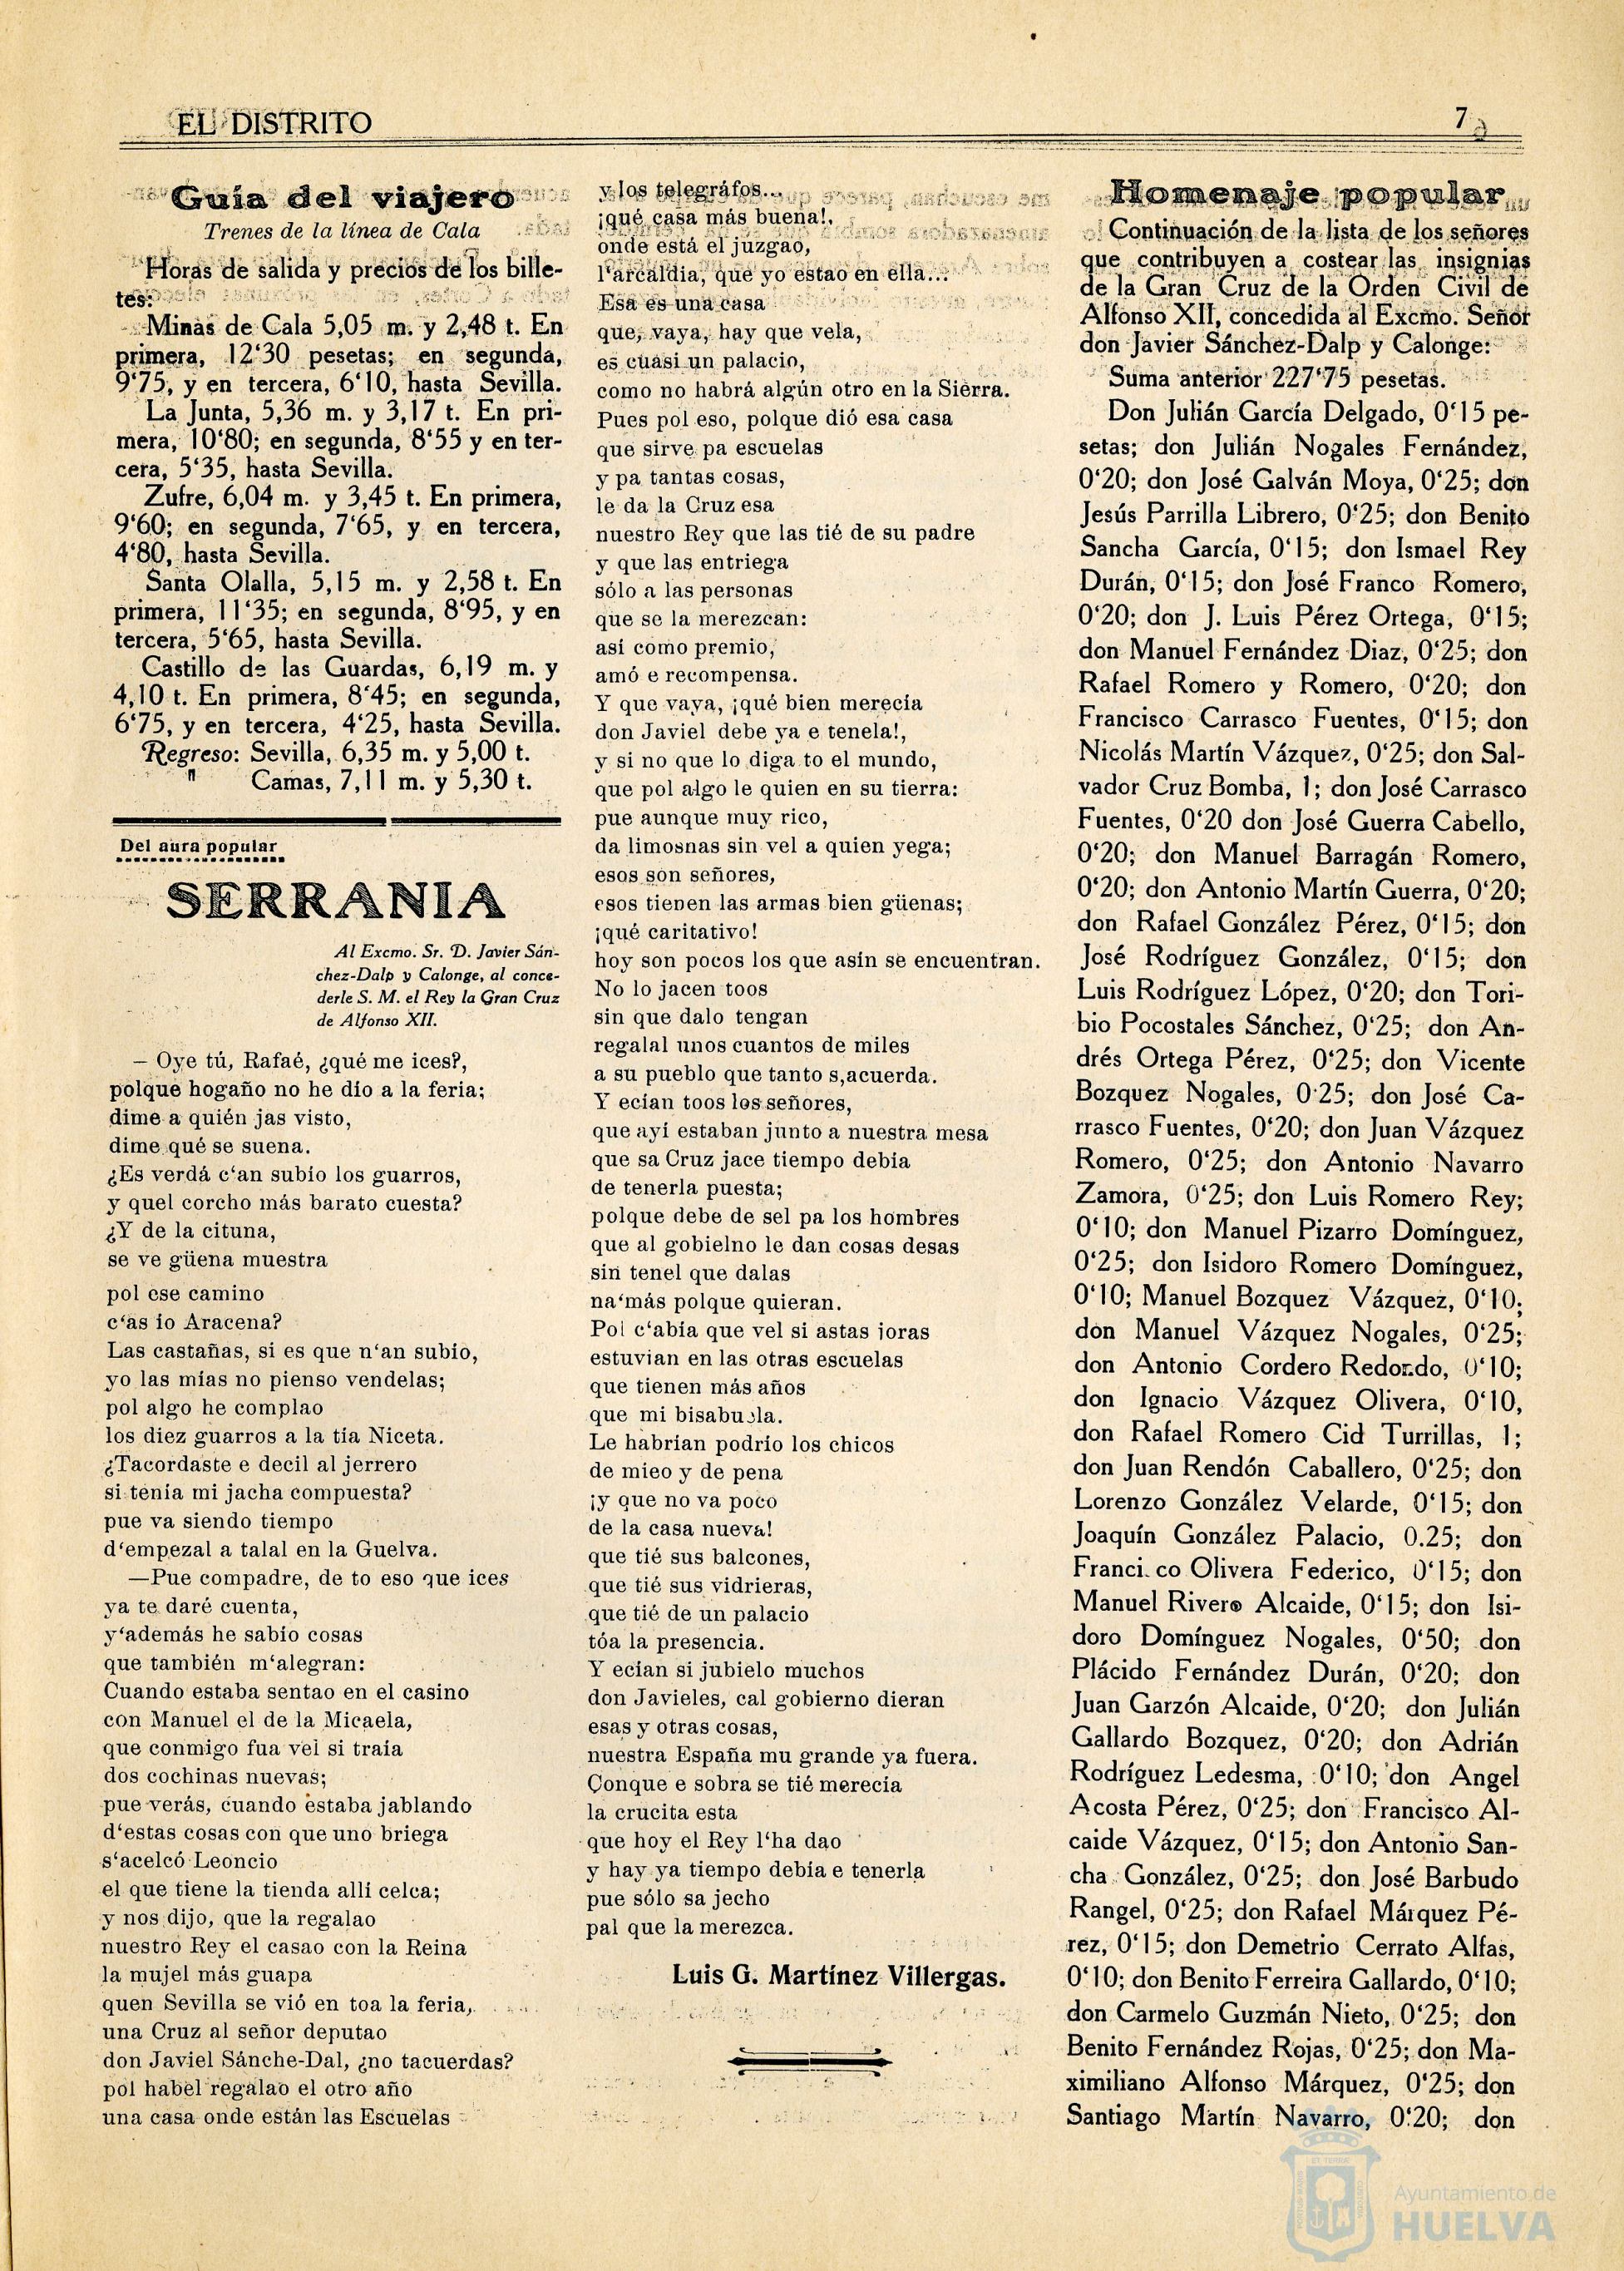 EL DISTRITO
7
Guía del viajero
Trenes de la línea de Cala
Horas de salida y precios de los bille-
tes:
Minas de Cala 5,05 m. y 2,48 t. En
primera, 12‘30 pesetas; en segunda,
9‘75, y en tercera, 6‘10, hasta Sevilla.
La Junta, 5,36 m. y 3,17 t. En pri-
mera, 10‘80; en segunda, 8‘55 y en ter-
cera, 5‘35, hasta Sevilla.
Zufre, 6,04 m. y 3,45 t. En primera,
9‘60; en segunda, 7‘65, y en tercera,
4‘80, hasta Sevilla.
Santa Olalla, 5,15 m. y 2,58 t. En
primera, 11‘35; en segunda, 8‘95, y en
tercera, 5‘65, hasta Sevilla.
Castillo de las Guardas, 6,19 m. y
4,10 t. En primera, 8‘45; en segunda,
6‘75, y en tercera, 4‘25, hasta Sevilla.
Regreso: Sevilla, 6,35 m. y 5,00 t.
" Camas, 7,11 m. y 5,30 t.
Del aura popular
SERRANIA
Al Excmo. Sr. D. Javier Sán-
chez-Dalp y Calonge, al conce-
derle S. M. el Rey la Gran Cruz
de Alfonso XII.
— Oye tú, Rafaé, ¿qué me ices?,
polque hogaño no he dio a la feria;
dime a quién jas visto,
dime qué se suena.
¿Es verdá c‘an subio los guarros,
y quel corcho más barato cuesta?
¿Y de la cituna,
se ve güena muestra
pol ese camino
c‘as io Aracena?
Las castañas, si es que n‘an subio,
yo las mías no pienso vendelas;
pol algo he complao
los diez guarros a la tia Niceta.
¿Tacordaste e decil al jerrero
si tenía mi jacha compuesta?
pue va siendo tiempo
d‘empezal a talal en la Guelva.
—Pue compadre, de to eso que ices
ya te daré cuenta,
y‘además he sabio cosas
que también m‘alegran:
Cuando estaba sentao en el casino
con Manuel el de la Micaela,
que conmigo fua vel si traia
dos cochinas nuevas;
pue verás, cuando estaba jablando
d‘estas cosas con que uno briega
s‘acelcó Leoncio
el que tiene la tienda alli celca;
y nos dijo, que la regalao
nuestro Rey el casao con la Reina
la mujel más guapa
quen Sevilla se vió en toa la feria,
una Cruz al señor deputao
don Javiel Sánche-Dal, ¿no tacuerdas?
pol habel regalao el otro año
una casa onde están las Escuelas
y los telegráfos...
¡qué casa más buena!,
onde está el juzgao,
l‘arcaldia, que yo estao en ella...
Esa es una casa
que, vaya, hay que vela,
es cuasi un palacio,
como no habrá algún otro en la Sierra.
Pues pol eso, polque dió esa casa
que sirve pa escuelas
y pa tantas cosas,
le da la Cruz esa
nuestro Rey que las tié de su padre
y que las entriega
sólo a las personas
que se la merezcan:
asi como premio,
amó e recompensa.
Y que vaya, ¡qué bien merecia
don Javiel debe ya e tenela!,
y si no que lo diga to el mundo,
que pol algo le quien en su tierra:
pue aunque muy rico,
da limosnas sin vel a quien yega;
esos son señores,
esos tienen las armas bien güenas;
¡qué caritativo!
hoy son pocos los que asin se encuentran.
No lo jacen toos
sin que dalo tengan
regalal unos cuantos de miles
a su pueblo que tanto s,acuerda.
Y ecian toos los señores,
que ayi estaban junto a nuestra mesa
que sa Cruz jace tiempo debia
de tenerla puesta;
polque debe de sel pa los hombres
que al gobielno le dan cosas desas
sin tenel que dalas
na‘más polque quieran.
Pol c‘abia que vel si astas joras
estuvian en las otras escuelas
que tienen más años
que mi bisabuela.
Le habrian podrio los chicos
de mieo y de pena
¡y que no va poco
de la casa nueva!
que tié sus balcones,
que tié sus vidrieras,
que tié de un palacio
tóa la presencia.
Y ecian si jubielo muchos
don Javieles, cal gobierno dieran
esas y otras cosas,
nuestra España mu grande ya fuera.
Conque e sobra se tié merecia
la crucita esta
que hoy el Rey l‘ha dao
y hay ya tiempo debia e tenerla
pue sólo sa jecho
pal que la merezca.
Luis G. Martínez Villergas.
Homenaje popular
Continuación de la lista de los señores
que contribuyen a costear las insignias
de la Gran Cruz de la Orden Civil de
Alfonso XII, concedida al Excmo. Señor
don Javier Sánchez-Dalp y Calonge:
Suma anterior 227‘75 pesetas.
Don Julián García Delgado, 0‘15 pe-
setas; don Julián Nogales Fernández,
0‘20; don José Galván Moya, 0‘25; don
Jesús Parrilla Librero, 0‘25; don Benito
Sancha García, 0‘15; don Ismael Rey
Durán, 0‘15; don José Franco Romero,
0‘20; don J. Luis Pérez Ortega, 0‘15;
don Manuel Fernández Diaz, 0‘25; don
Rafael Romero y Romero, 0‘20; don
Francisco Carrasco Fuentes, 0‘15; don
Nicolás Martín Vázquez, 0‘25; don Sal-
vador Cruz Bomba, 1; don José Carrasco
Fuentes, 0‘20 don José Guerra Cabello,
0‘20; don Manuel Barragán Romero,
0‘20; don Antonio Martín Guerra, 0‘20;
don Rafael González Pérez, 0‘15; don
José Rodríguez González, 0‘15; don
Luis Rodríguez López, 0‘20; don Tori-
bio Pocostales Sánchez, 0‘25; don An-
drés Ortega Pérez, 0‘25; don Vicente
Bozquez Nogales, 0‘25; don José Ca-
rrasco Fuentes, 0‘20; don Juan Vázquez
Romero, 0‘25; don Antonio Navarro
Zamora, 0‘25; don Luis Romero Rey;
0‘10; don Manuel Pizarro Domínguez,
0‘25; don Isidoro Romero Domínguez,
0‘10; Manuel Bozquez Vázquez, 0‘10;
don Manuel Vázquez Nogales, 0‘25;
don Antonio Cordero Redondo, 0‘10;
don Ignacio Vázquez Olivera, 0‘10,
don Rafael Romero Cid Turrillas, 1;
don Juan Rendón Caballero, 0‘25; don
Lorenzo González Velarde, 0‘15; don
Joaquín González Palacio, 0.25; don
Franci co Olivera Federico, 0‘15; don
Manuel Rivero Alcaide, 0‘15; don Isi-
doro Domínguez Nogales, 0‘50; don
Plácido Fernández Durán, 0‘20; don
Juan Garzón Alcaide, 0‘20; don Julián
Gallardo Bozquez, 0‘20; don Adrián
Rodríguez Ledesma, 0‘10; don Angel
Acosta Pérez, 0‘25; don Francisco Al-
caide Vázquez, 0‘15; don Antonio San-
cha González, 0‘25; don José Barbudo
Rangel, 0‘25; don Rafael Márquez Pé-
rez, 0‘15; don Demetrio Cerrato Alfas,
0‘10; don Benito Ferreira Gallardo, 0‘10;
don Carmelo Guzmán Nieto, 0‘25; don
Benito Fernández Rojas, 0‘25; don Ma-
ximiliano Alfonso Márquez, 0‘25; don
Santiago Martín Navarro, 0‘20; don
Ayuntamiento de
HUELVA